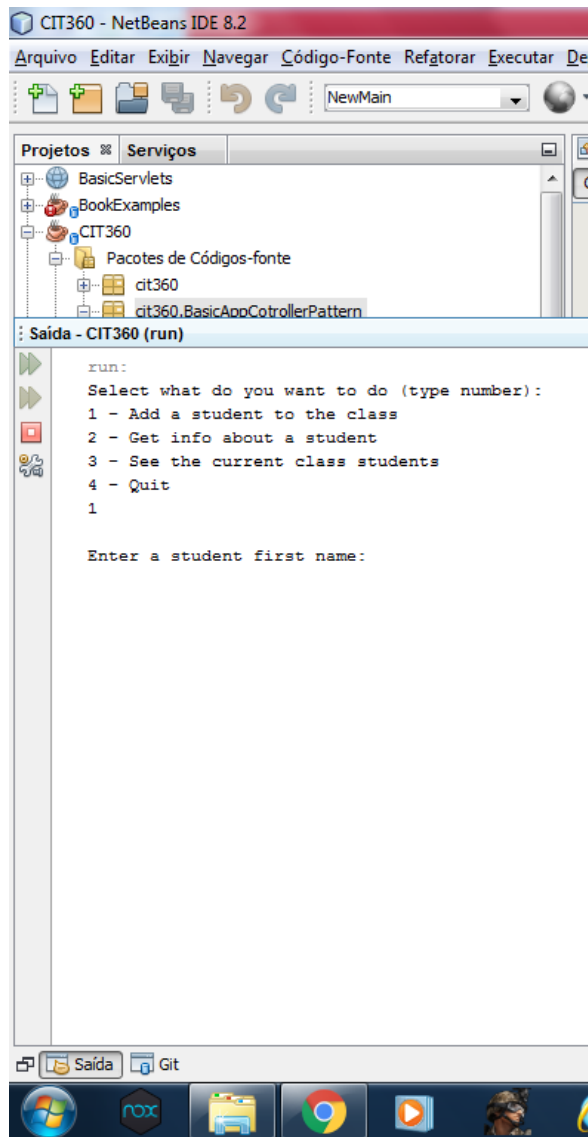 CIT360 - NetBeans IDE 8.2
Arquivo Editar Exibir Navegar Código-Fonte Refatorar Executar De
NewMain
Projetos Serviços
BasicServlets
BookExamples
CIT360
Pacotes de Códigos-fonte
cit360
cit360.BasicAppCotrollerPattern
Saída - CIT360 (run)
run:
Select what do you want to do (type number):
1 - Add a student to the class
2 - Get info about a student
3 - See the current class students
4 - Quit
1
Enter a student first name:
Saída Git
nox